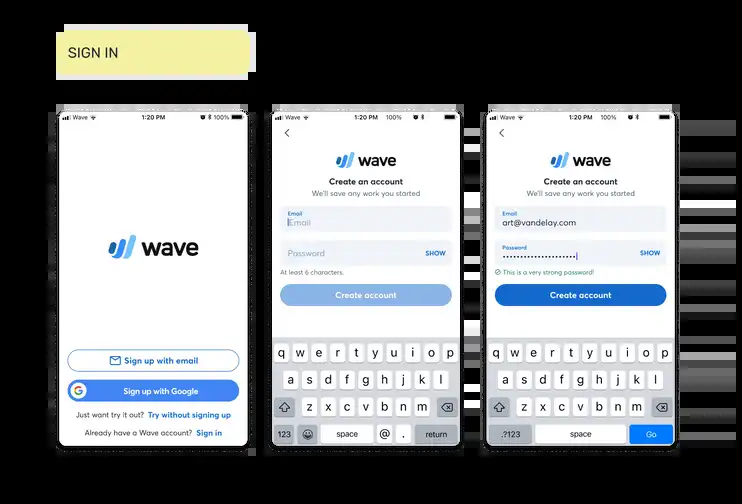 SIGN IN
Wave 1:20 PM 100%
wave
Sign up with email
Sign up with Google
Just want try it out? Try without signing up
Already have a Wave account? Sign in
Wave 1:20 PM 100%
wave
Create an account
We'll save any work you started
Email
Email
Password SHOW
At least 6 characters.
Create account
q w e r t y u i o p
a s d f g h j k l
z x c v b n m
123 space @ . return
Wave 1:20 PM 100%
wave
Create an account
We'll save any work you started
Email
art@vandelay.com
Password
SHOW
This is a very strong password!
Create account
q w e r t y u i o p
a s d f g h j k l
z x c v b n m
.?123 space Go